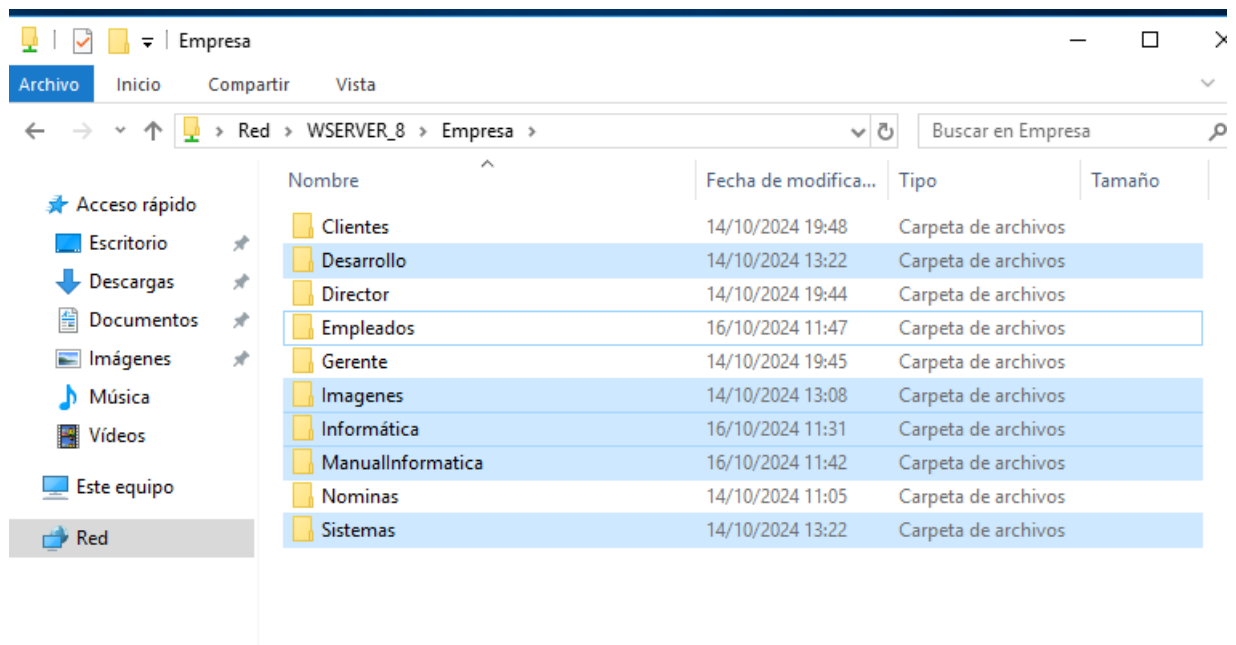 Empresa
Archivo Inicio Compartir Vista
Red > WSERVER_8 > Empresa > Buscar en Empresa
Nombre Fecha de modifica... Tipo Tamaño
Acceso rápido
Escritorio
Descargas
Documentos
Imágenes
Música
Vídeos
Este equipo
Red
Clientes 14/10/2024 19:48 Carpeta de archivos
Desarrollo 14/10/2024 13:22 Carpeta de archivos
Director 14/10/2024 19:44 Carpeta de archivos
Empleados 16/10/2024 11:47 Carpeta de archivos
Gerente 14/10/2024 19:45 Carpeta de archivos
Imagenes 14/10/2024 13:08 Carpeta de archivos
Informática 16/10/2024 11:31 Carpeta de archivos
ManualInformatica 16/10/2024 11:42 Carpeta de archivos
Nominas 14/10/2024 11:05 Carpeta de archivos
Sistemas 14/10/2024 13:22 Carpeta de archivos